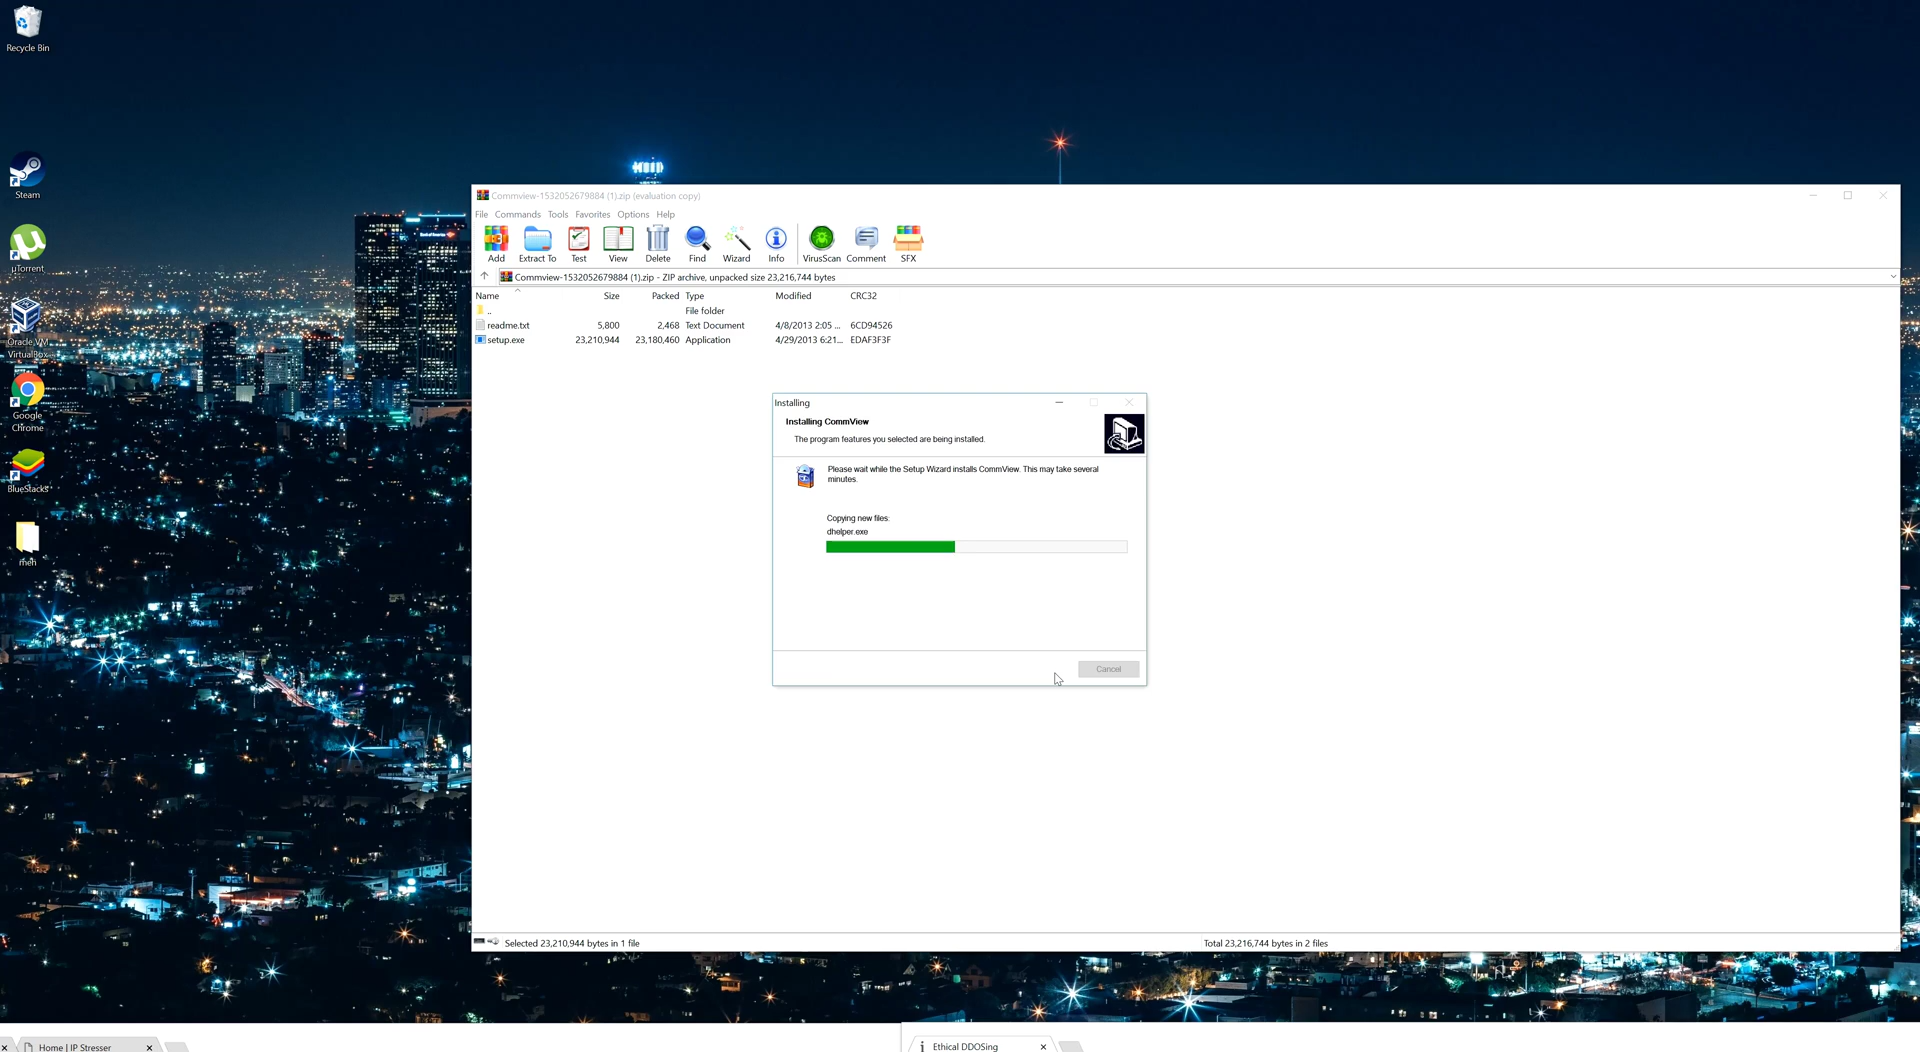 Recycle Bin
Steam
µTorrent
Oracle VM
VirtualBox
Google
Chrome
BlueStacks
meh
Commview-1532052679884 (1).zip (evaluation copy)
File Commands Tools Favorites Options Help
Add Extract To Test View Delete Find Wizard Info VirusScan Comment SFX
Commview-1532052679884 (1).zip - ZIP archive, unpacked size 23,216,744 bytes
Name Size Packed Type Modified CRC32
.. File folder
readme.txt 5,800 2,468 Text Document 4/8/2013 2:05 ... 6CD94526
setup.exe 23,210,944 23,180,460 Application 4/29/2013 6:21... EDAF3F3F
Installing
Installing CommView
The program features you selected are being installed.
Please wait while the Setup Wizard installs CommView. This may take several
minutes.
Copying new files:
dhelper.exe
Cancel
Selected 23,210,944 bytes in 1 file
Total 23,216,744 bytes in 2 files
Home | IP Stresser
Ethical DDOSing